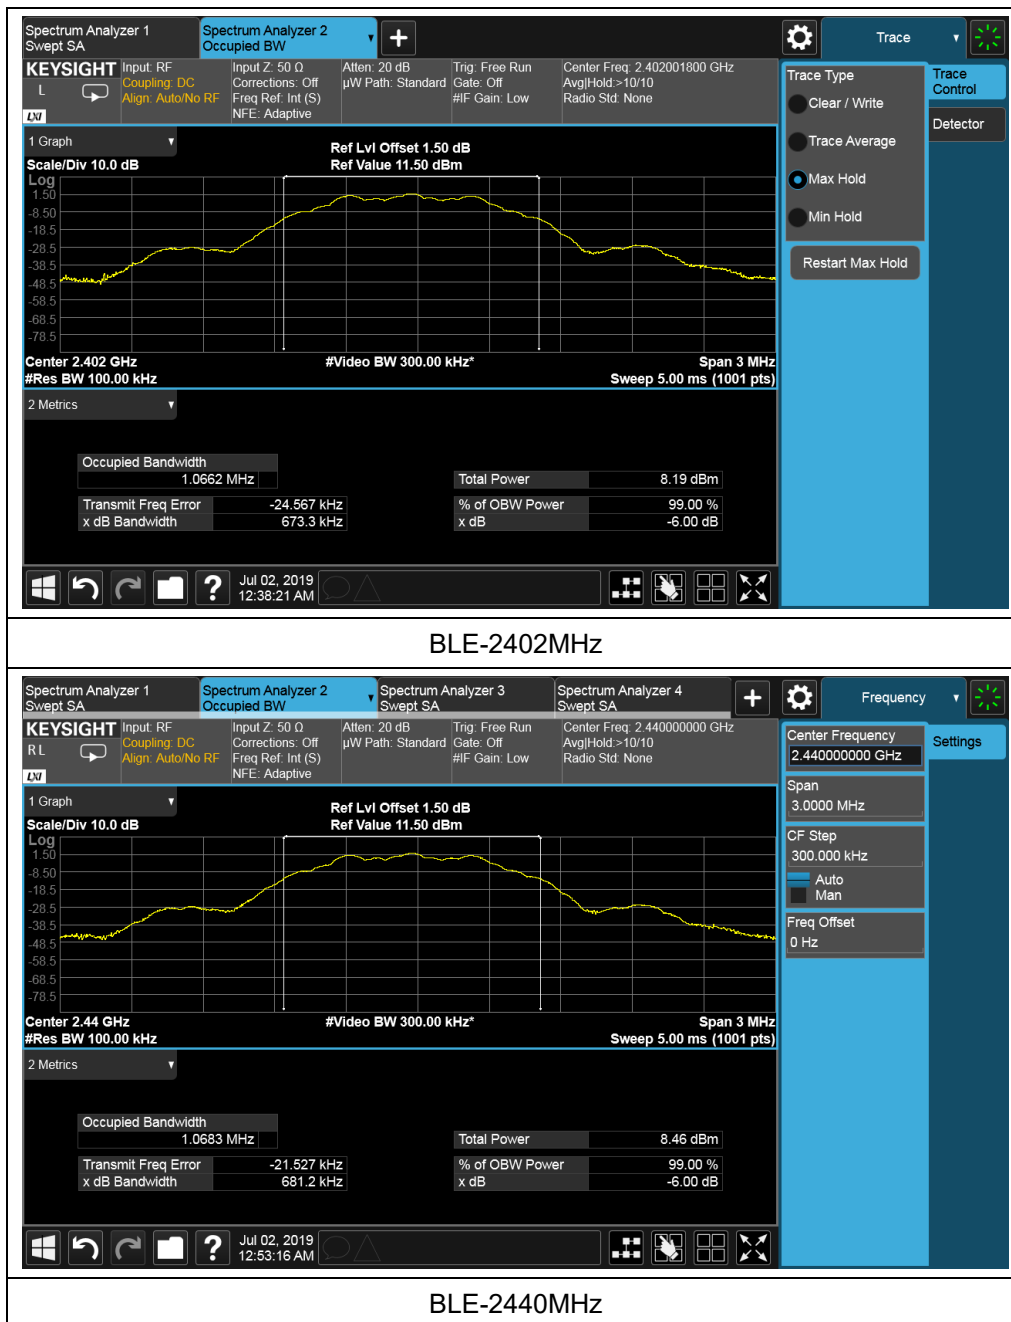 Spectrum Analyzer 1
Swept SA
Spectrum Analyzer 2
Occupied BW
Trace
KEYSIGHT
L
LXI
Input: RF
Coupling: DC
Align: Auto/No RF
Input Z: 50 Ω
Corrections: Off
Freq Ref: Int (S)
NFE: Adaptive
Atten: 20 dB
µW Path: Standard
Trig: Free Run
Gate: Off
#IF Gain: Low
Center Freq: 2.402001800 GHz
Avg|Hold:>10/10
Radio Std: None
Trace Type
Clear / Write
Trace Average
Max Hold
Min Hold
Restart Max Hold
Trace
Control
Detector
1 Graph
Scale/Div 10.0 dB
Ref Lvl Offset 1.50 dB
Ref Value 11.50 dBm
Log
1.50
-8.50
-18.5
-28.5
-38.5
-48.5
-58.5
-68.5
-78.5
Center 2.402 GHz
#Video BW 300.00 kHz*
Span 3 MHz
#Res BW 100.00 kHz
Sweep 5.00 ms (1001 pts)
2 Metrics
Occupied Bandwidth
1.0662 MHz
Total Power 8.19 dBm
Transmit Freq Error -24.567 kHz
% of OBW Power 99.00 %
x dB Bandwidth 673.3 kHz
x dB -6.00 dB
?
Jul 02, 2019
12:38:21 AM
BLE-2402MHz
Spectrum Analyzer 1
Swept SA
Spectrum Analyzer 2
Occupied BW
Spectrum Analyzer 3
Swept SA
Spectrum Analyzer 4
Swept SA
Frequency
KEYSIGHT
R L
LXI
Input: RF
Coupling: DC
Align: Auto/No RF
Input Z: 50 Ω
Corrections: Off
Freq Ref: Int (S)
NFE: Adaptive
Atten: 20 dB
µW Path: Standard
Trig: Free Run
Gate: Off
#IF Gain: Low
Center Freq: 2.440000000 GHz
Avg|Hold:>10/10
Radio Std: None
Center Frequency
2.440000000 GHz
Span
3.0000 MHz
CF Step
300.000 kHz
Auto
Man
Freq Offset
0 Hz
Settings
1 Graph
Scale/Div 10.0 dB
Ref Lvl Offset 1.50 dB
Ref Value 11.50 dBm
Log
1.50
-8.50
-18.5
-28.5
-38.5
-48.5
-58.5
-68.5
-78.5
Center 2.44 GHz
#Video BW 300.00 kHz*
Span 3 MHz
#Res BW 100.00 kHz
Sweep 5.00 ms (1001 pts)
2 Metrics
Occupied Bandwidth
1.0683 MHz
Total Power 8.46 dBm
Transmit Freq Error -21.527 kHz
% of OBW Power 99.00 %
x dB Bandwidth 681.2 kHz
x dB -6.00 dB
?
Jul 02, 2019
12:53:16 AM
BLE-2440MHz